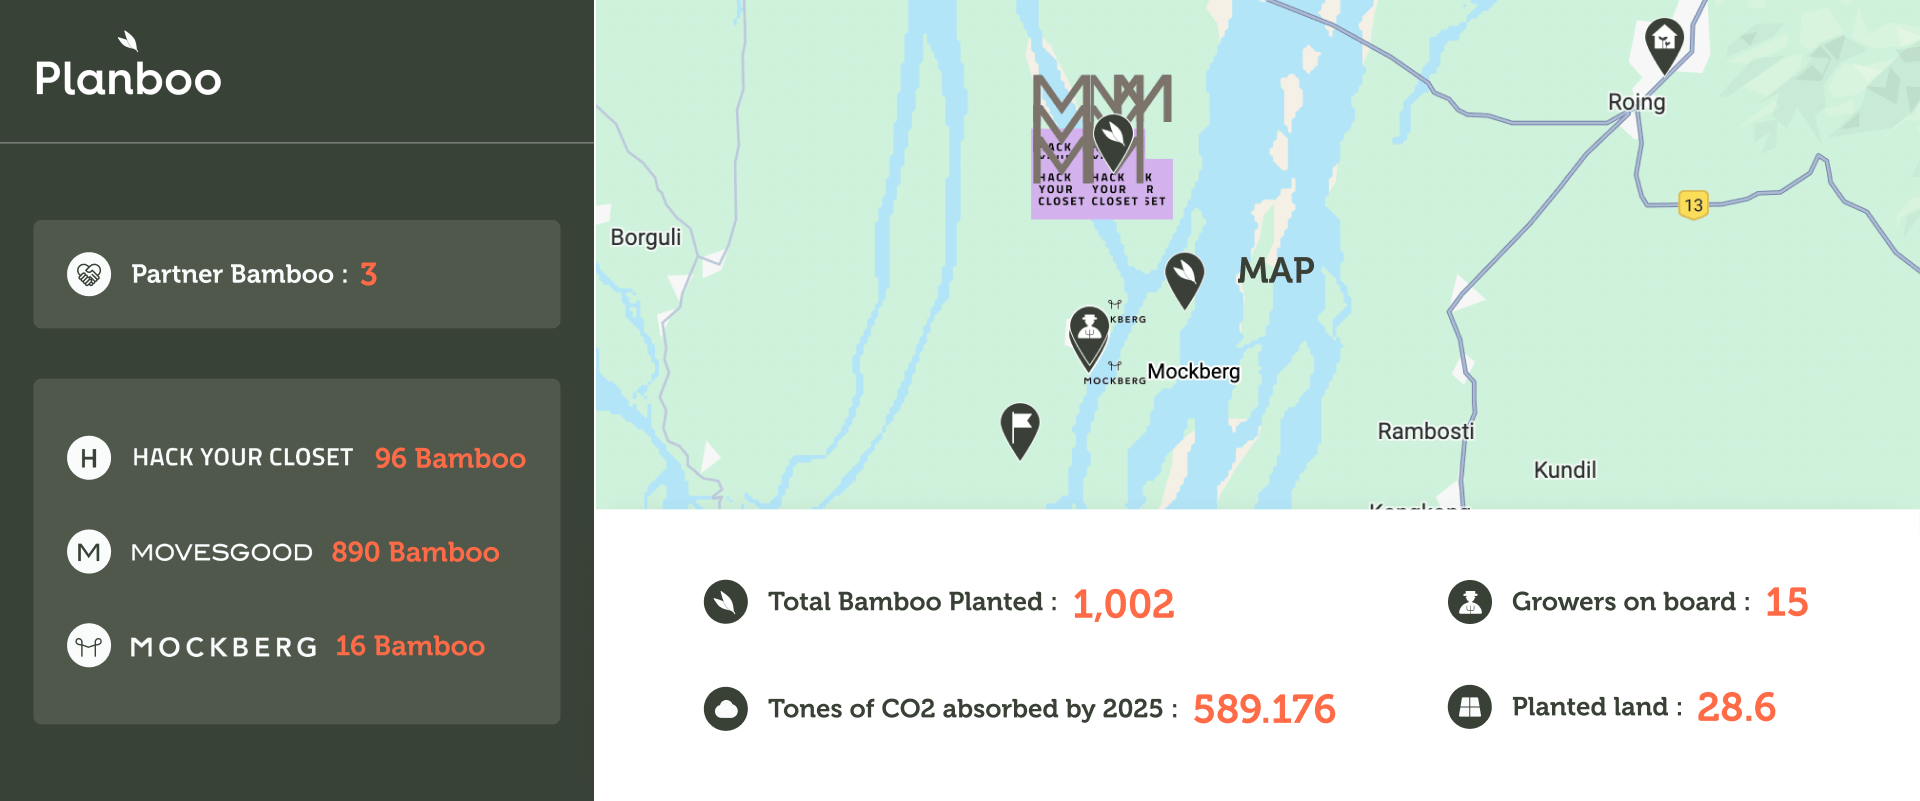 Planboo
Partner Bamboo : 3
H HACK YOUR CLOSET 96 Bamboo
M MOVESGOOD 890 Bamboo
MOCKBERG 16 Bamboo
Roing
13
HACK HACK K
YOUR YOUR R
CLOSET CLOSET SET
Borguli
MAP
KBERG
MOCKBERG Mockberg
Rambosti
Kundil
Total Bamboo Planted : 1,002
Growers on board : 15
Tones of CO2 absorbed by 2025 : 589.176
Planted land : 28.6